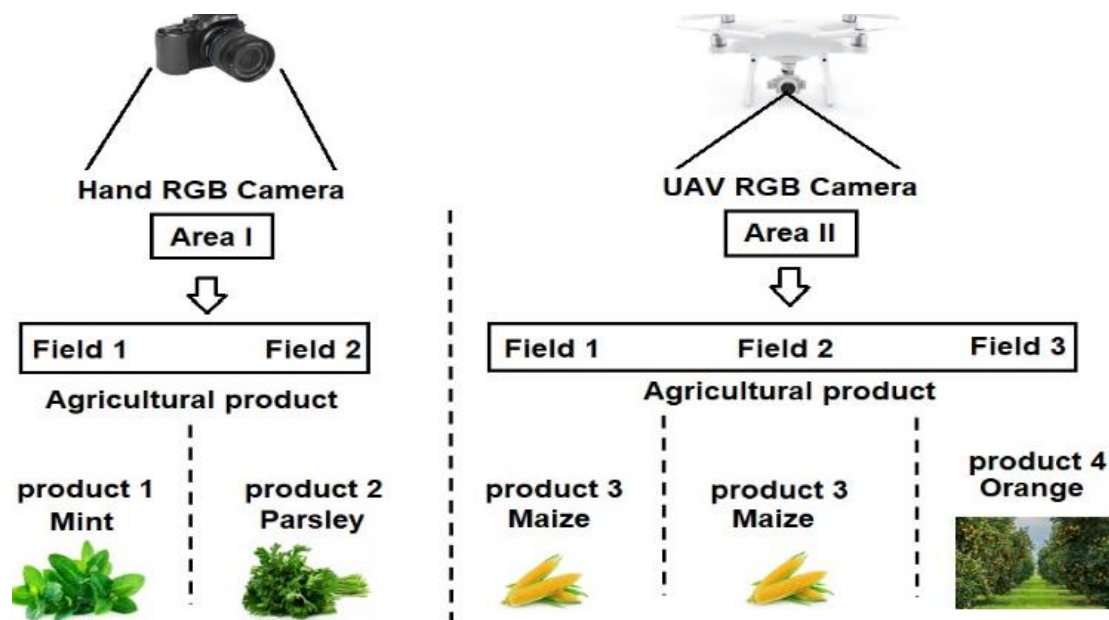 Hand RGB Camera
Area I
Field 1 Field 2
Agricultural product
product 1
Mint
product 2
Parsley
UAV RGB Camera
Area II
Field 1 Field 2 Field 3
Agricultural product
product 3
Maize
product 3
Maize
product 4
Orange